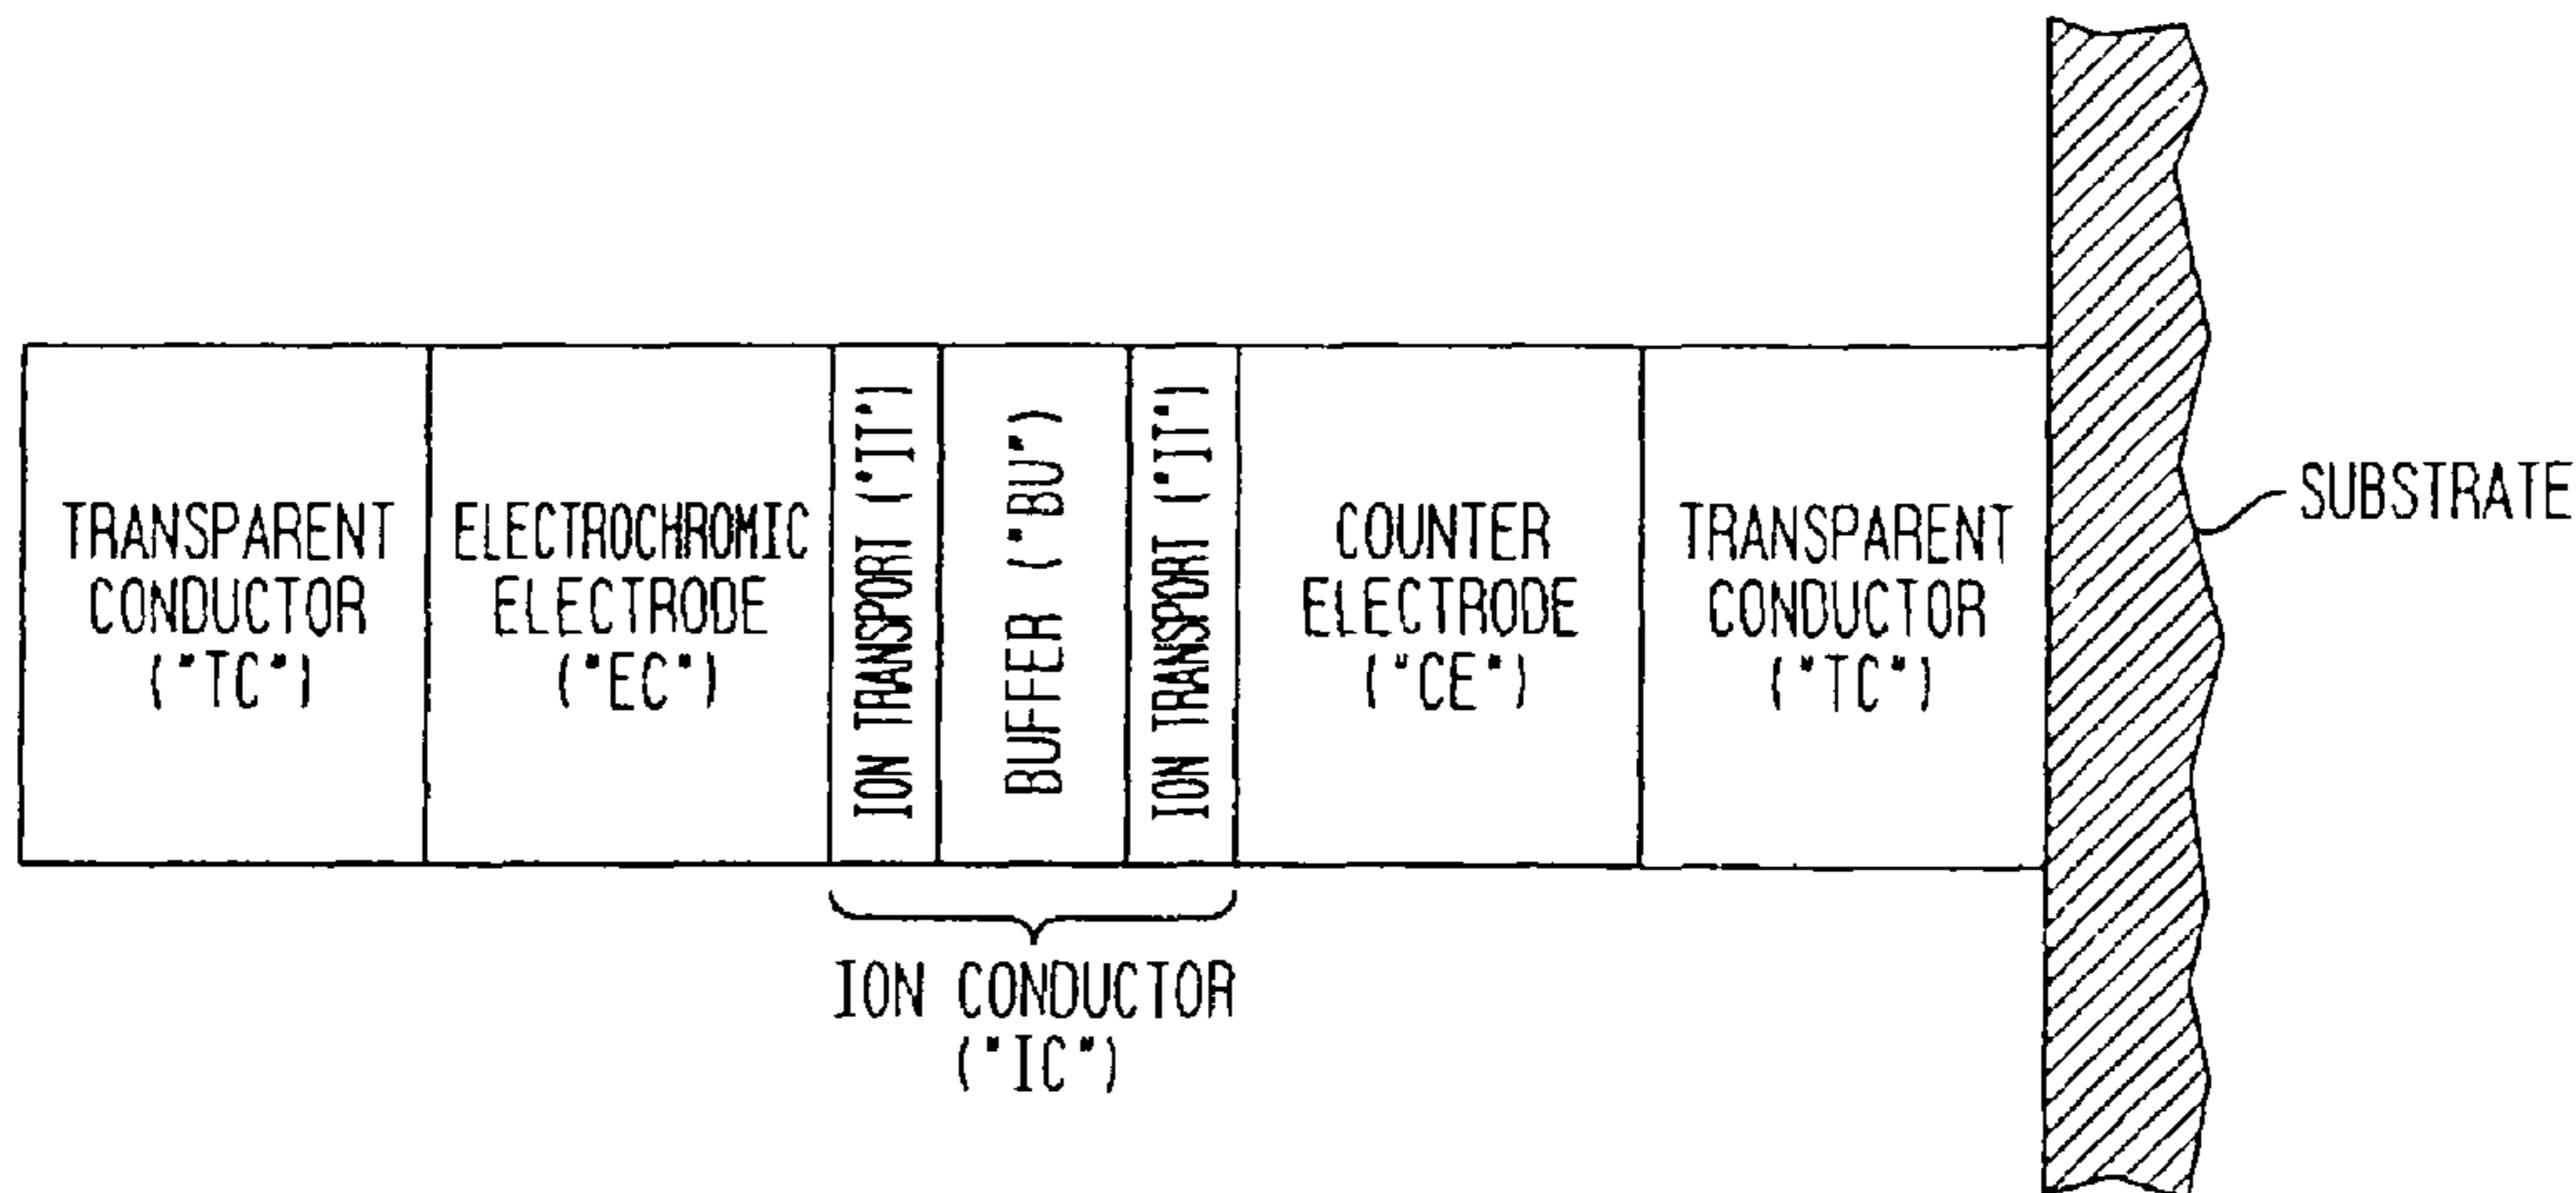 TRANSPARENT
CONDUCTOR
("TC")
ELECTROCHROMIC
ELECTRODE
("EC")
ION TRANSPORT ("IT")
BUFFER ("BU")
ION TRANSPORT ("IT")
COUNTER
ELECTRODE
("CE")
TRANSPARENT
CONDUCTOR
("TC")
SUBSTRATE
ION CONDUCTOR
("IC")